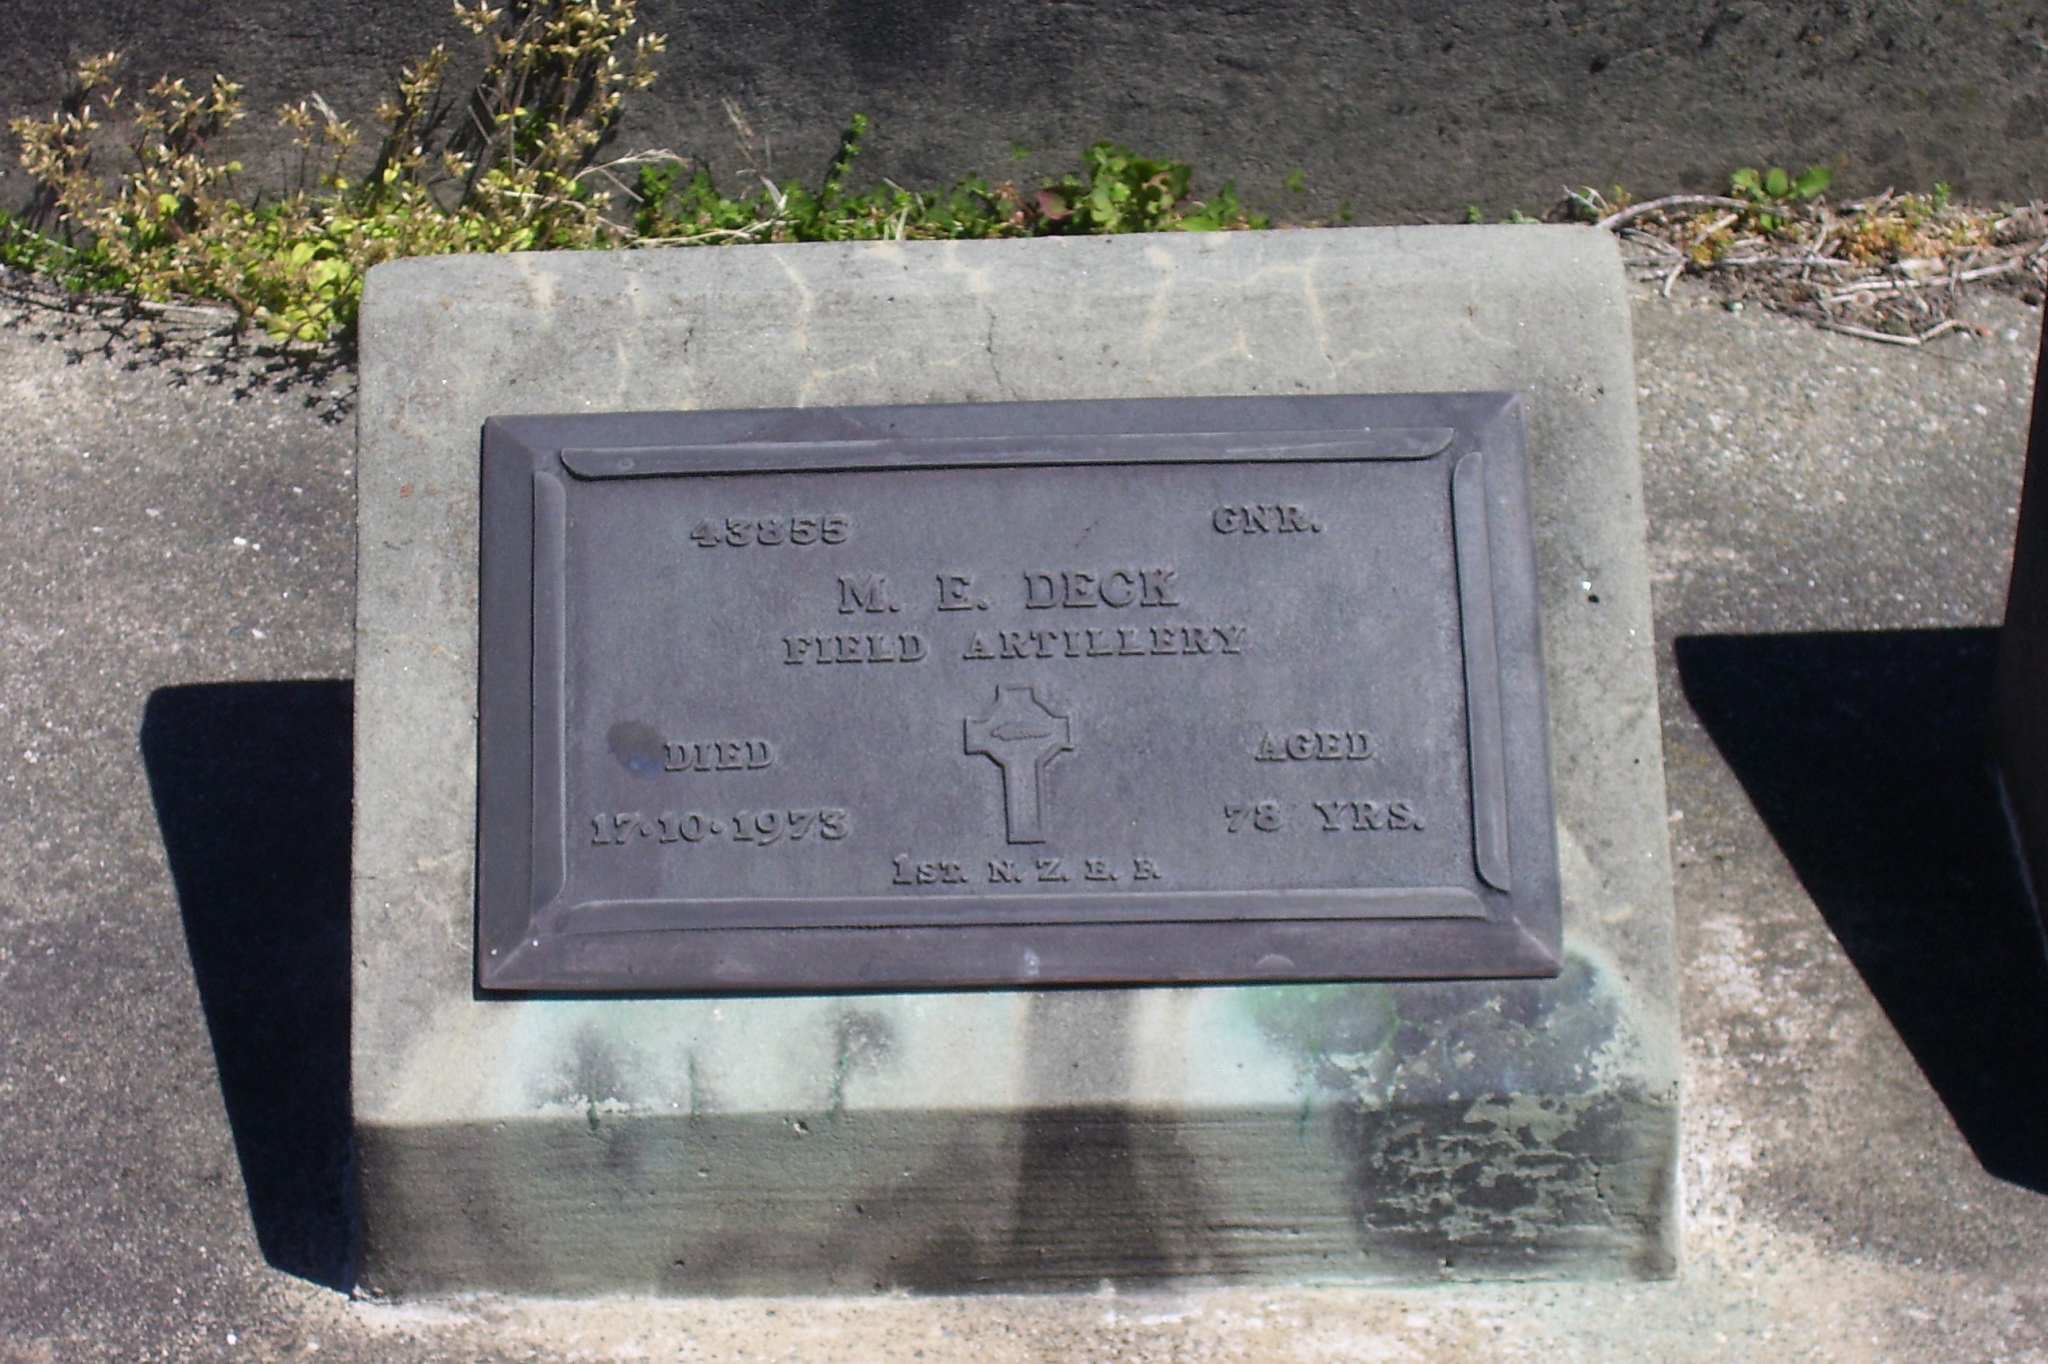 43855 GNR.
M. E. DECK
FIELD ARTILLERY
DIED AGED
17·10·1973 78 YRS.
1ST. N. Z. E. F.